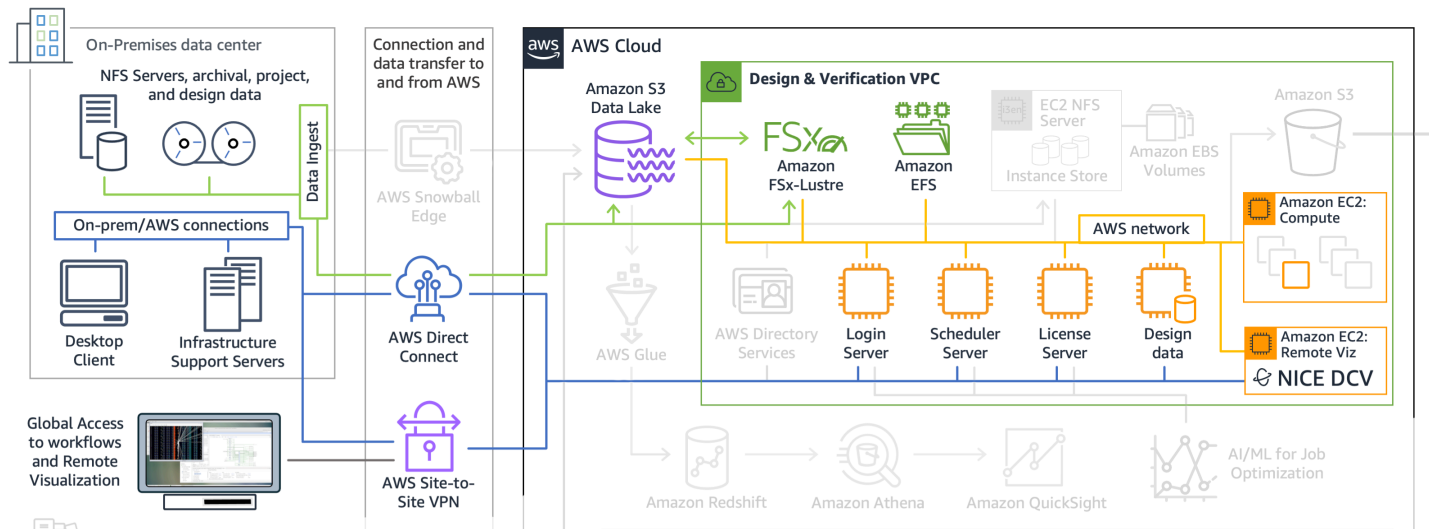 On-Premises data center
NFS Servers, archival, project,
and design data
Data Ingest
On-prem/AWS connections
Desktop
Client
Infrastructure
Support Servers
Global Access
to workflows
and Remote
Visualization
Connection and
data transfer to
and from AWS
AWS Snowball
Edge
AWS Direct
Connect
AWS Site-to-
Site VPN
aws
AWS Cloud
Amazon S3
Data Lake
AWS Glue
Design & Verification VPC
FSx
Amazon
FSx-Lustre
Amazon
EFS
I3en
EC2 NFS
Server
Instance Store
Amazon EBS
Volumes
Amazon S3
AWS network
Amazon EC2:
Compute
AWS Directory
Services
Login
Server
Scheduler
Server
License
Server
Design
data
Amazon EC2:
Remote Viz
NICE DCV
Amazon Redshift
Amazon Athena
Amazon QuickSight
AI/ML for Job
Optimization